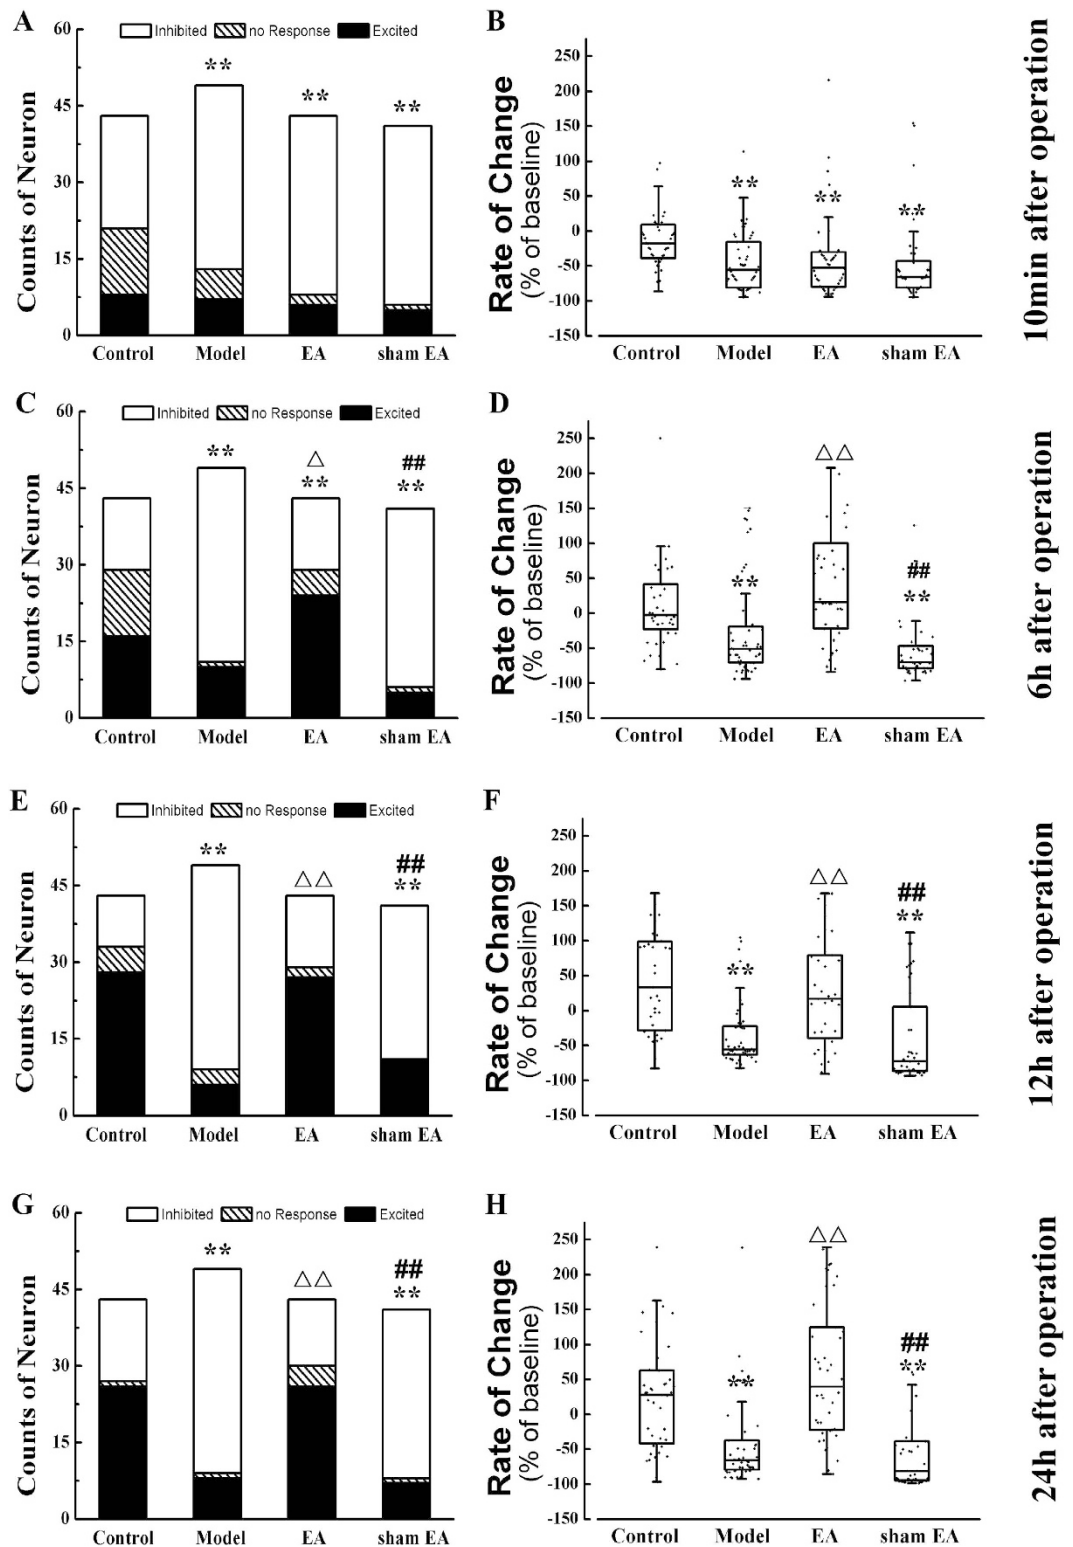 A
Inhibited no Response Excited
60
45
30
15
0
Counts of Neuron
** ** **
Control Model EA sham EA
B
250
200
150
100
50
0
-50
-100
-150
Rate of Change
(% of baseline)
** ** **
Control Model EA sham EA
10min after operation
C
Inhibited no Response Excited
60
45
30
15
0
Counts of Neuron
** △ ##
** **
Control Model EA sham EA
D
250
200
150
100
50
0
-50
-100
-150
Rate of Change
(% of baseline)
△△
** ##
**
Control Model EA sham EA
6h after operation
E
Inhibited no Response Excited
60
45
30
15
0
Counts of Neuron
** ##
△△ **
Control Model EA sham EA
F
250
200
150
100
50
0
-50
-100
-150
Rate of Change
(% of baseline)
△△ ##
** **
Control Model EA sham EA
12h after operation
G
Inhibited no Response Excited
60
45
30
15
0
Counts of Neuron
** ##
△△ **
Control Model EA sham EA
H
250
200
150
100
50
0
-50
-100
-150
Rate of Change
(% of baseline)
△△
##
** **
Control Model EA sham EA
24h after operation